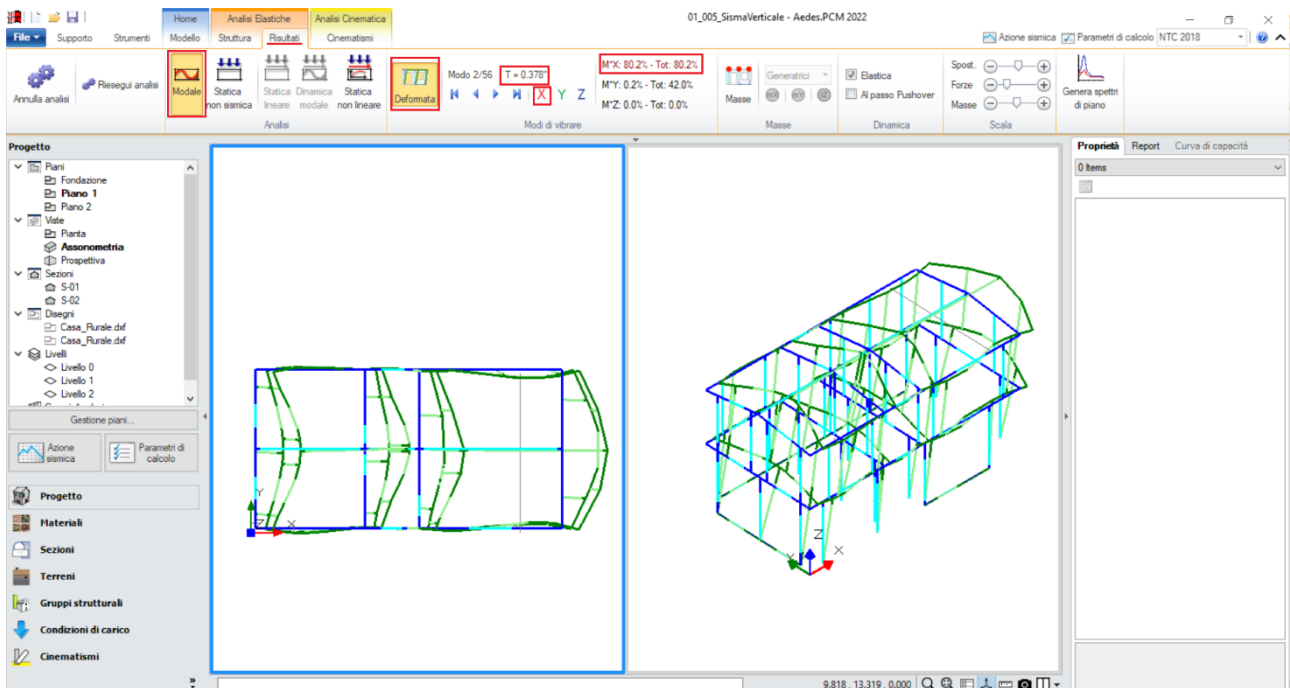 01_005_SismaVerticale - Aedes.PCM 2022
Home
Analisi Elastiche
Analisi Cinematica
File
Supporto
Strumenti
Modello
Struttura
Risultati
Cinematismi
Azione sismica
Parametri di calcolo
NTC 2018
Annulla analisi
Riesegui analisi
Modale
Statica non sismica
Statica lineare
Dinamica modale
Statica non lineare
Analisi
Deformata
Modo 2/56
T = 0.378"
X Y Z
M*X: 80.2% - Tot: 80.2%
M*Y: 0.2% - Tot: 42.0%
M*Z: 0.0% - Tot: 0.0%
Modi di vibrare
Masse
Generatrici
Masse
Elastica
Al passo Pushover
Dinamica
Spost.
Forze
Masse
Scala
Genera spettri
di piano
Progetto
Piani
Fondazione
Piano 1
Piano 2
Viste
Pianta
Assonometria
Prospettiva
Sezioni
S-01
S-02
Disegni
Casa_Rurale.dxf
Casa_Rurale.dxf
Livelli
Livello 0
Livello 1
Livello 2
Gestione piani...
Azione
sismica
Parametri di
calcolo
Progetto
Materiali
Sezioni
Terreni
Gruppi strutturali
Condizioni di carico
Cinematismi
Y
Z
X
Z
Y
X
Proprietà
Report
Curva di capacità
0 Items
9.818 , 13.319 , 0.000